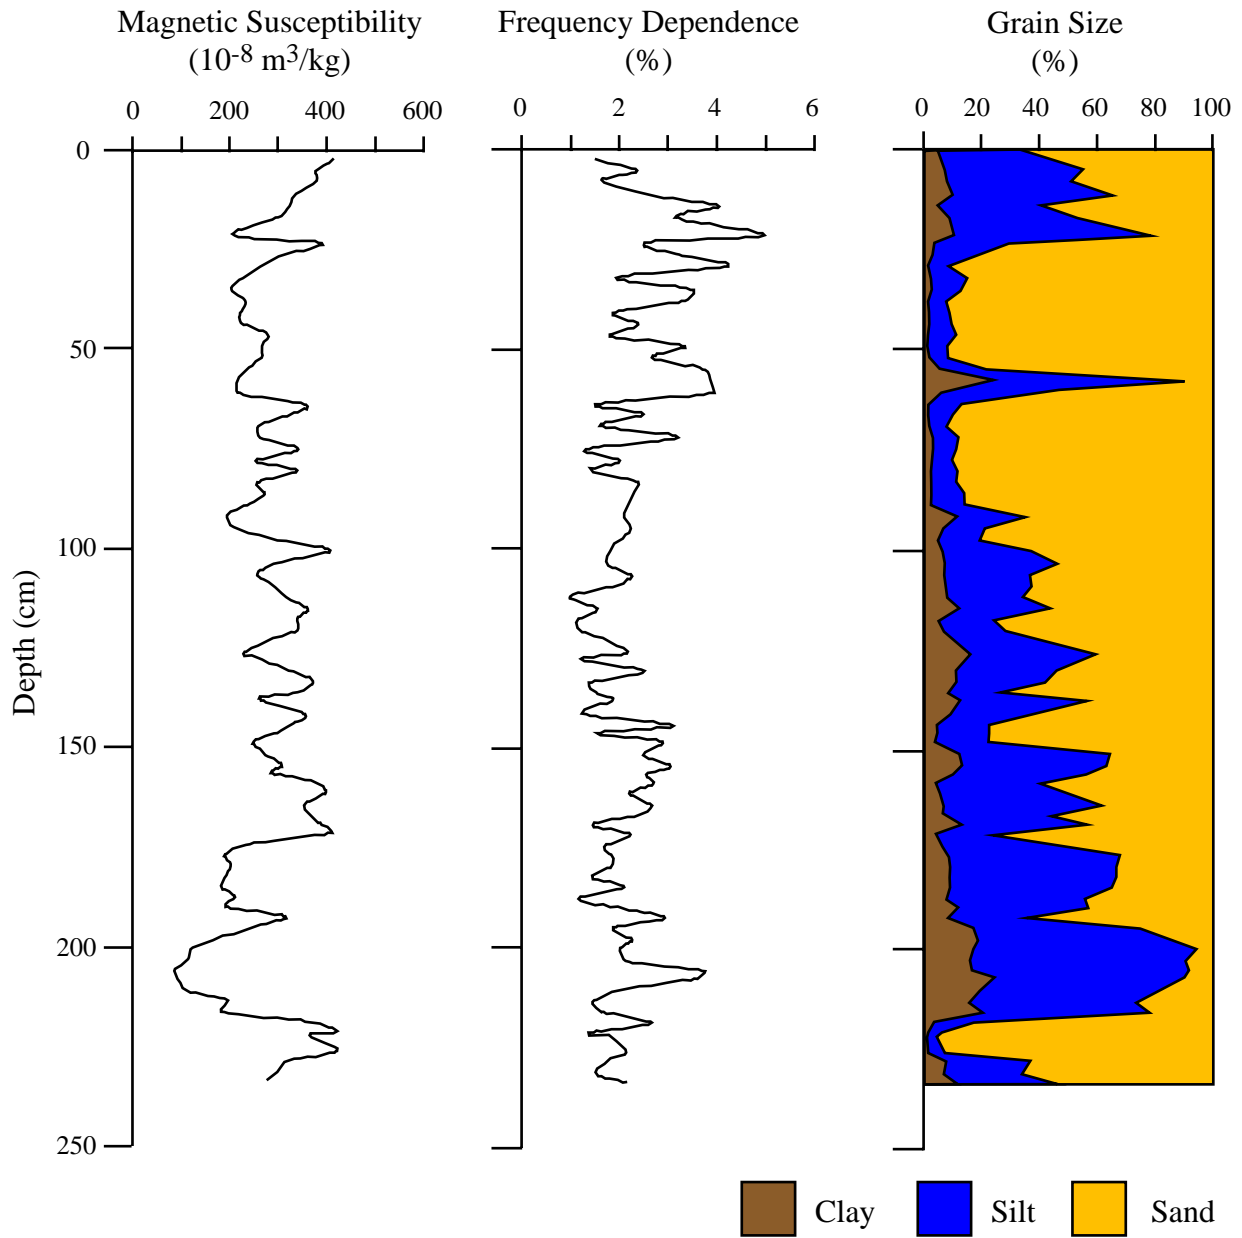 Magnetic Susceptibility
(10-8 m3/kg)
Frequency Dependence
(%)
Grain Size
(%)
0 200 400 600
0 2 4 6
0 20 40 60 80 100
0
50
100
150
200
250
Depth (cm)
Clay Silt Sand